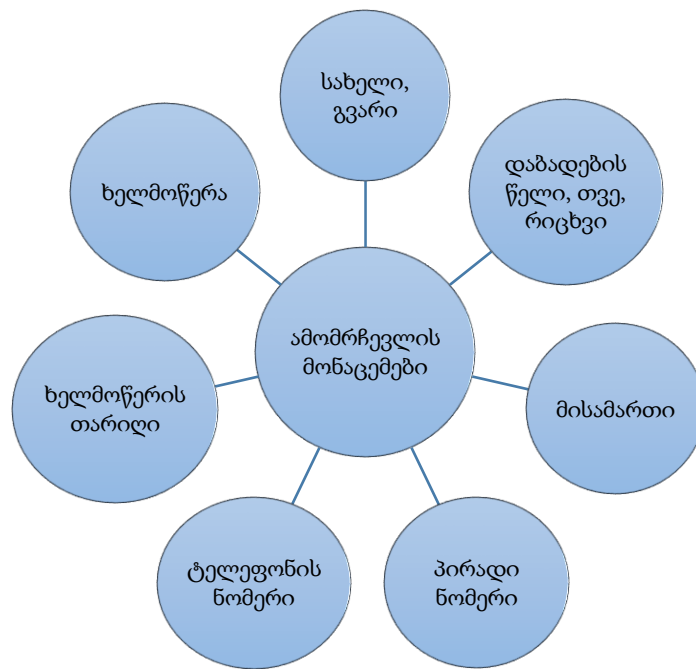 სახელი,
გვარი
დაბადების
წელი, თვე,
რიცხვი
მისამართი
პირადი
ნომერი
ტელეფონის
ნომერი
ხელმოწერის
თარიღი
ხელმოწერა
ამომრჩევლის
მონაცემები